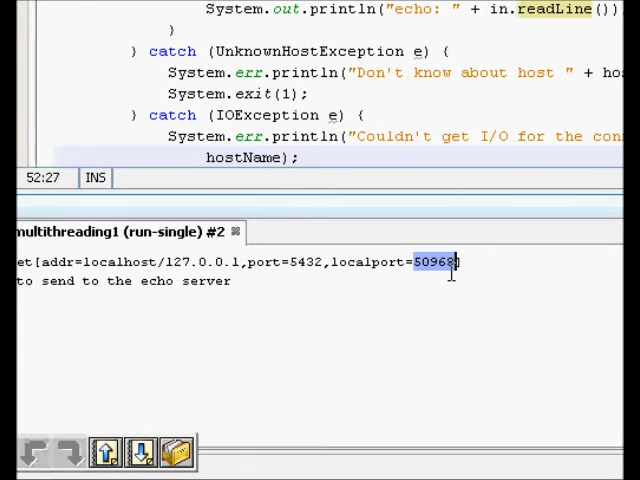 System.out.println("echo: " + in.readLine());
}
} catch (UnknownHostException e) {
System.err.println("Don't know about host " + ho
System.exit(1);
} catch (IOException e) {
System.err.println("Couldn't get I/O for the con
hostName);
52:27 INS
multithreading1 (run-single) #2
et[addr=localhost/127.0.0.1,port=5432,localport=50968]
to send to the echo server